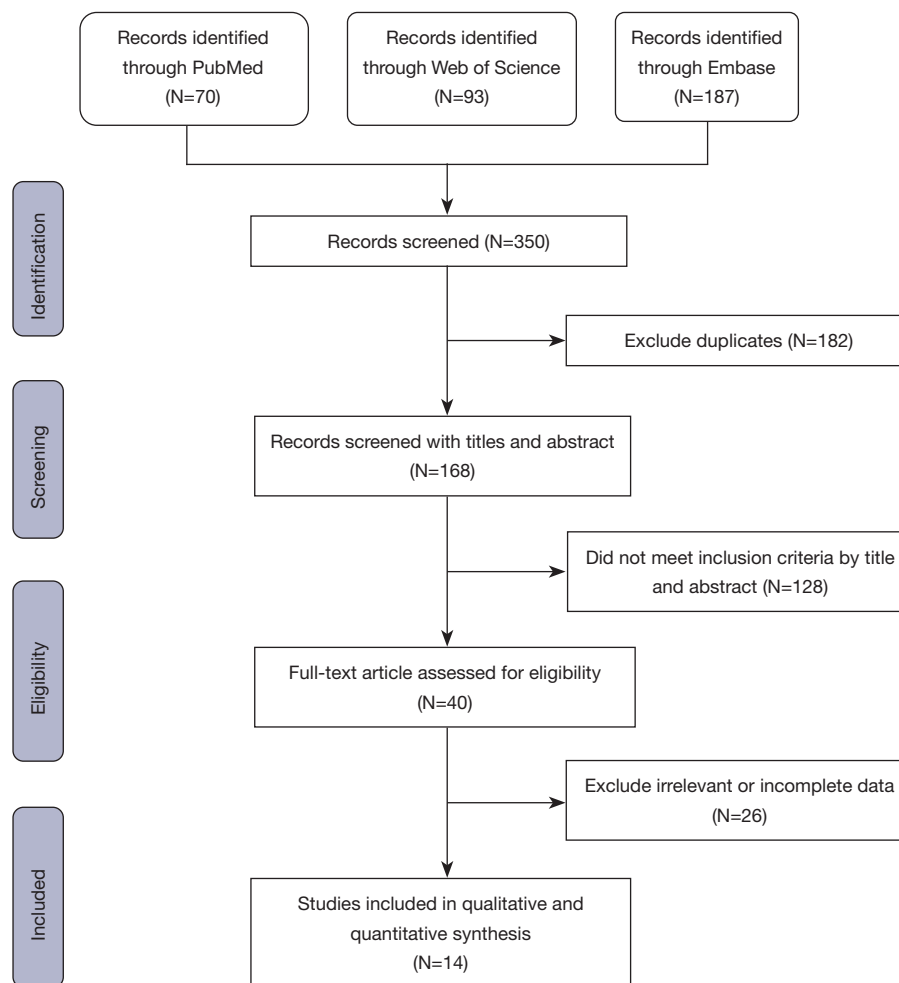 Records identified
through PubMed
(N=70)
Records identified
through Web of Science
(N=93)
Records identified
through Embase
(N=187)
Identification
Records screened (N=350)
Exclude duplicates (N=182)
Screening
Records screened with titles and abstract
(N=168)
Did not meet inclusion criteria by title
and abstract (N=128)
Eligibility
Full-text article assessed for eligibility
(N=40)
Exclude irrelevant or incomplete data
(N=26)
Included
Studies included in qualitative and
quantitative synthesis
(N=14)